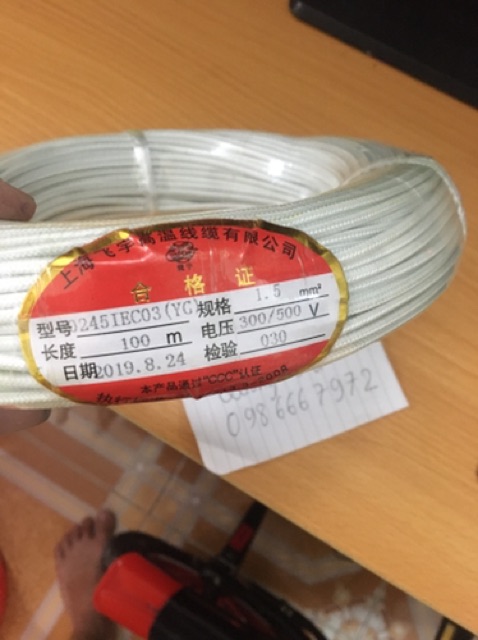 上海飞宇高温线缆有限公司
合格证
型号 245IEC03(YG) 规格 1.5 mm²
长度 100 m 电压 300/500 V
日期 2019.8.24 检验 030
本产品通过"CCC"认证
执行
0986667972